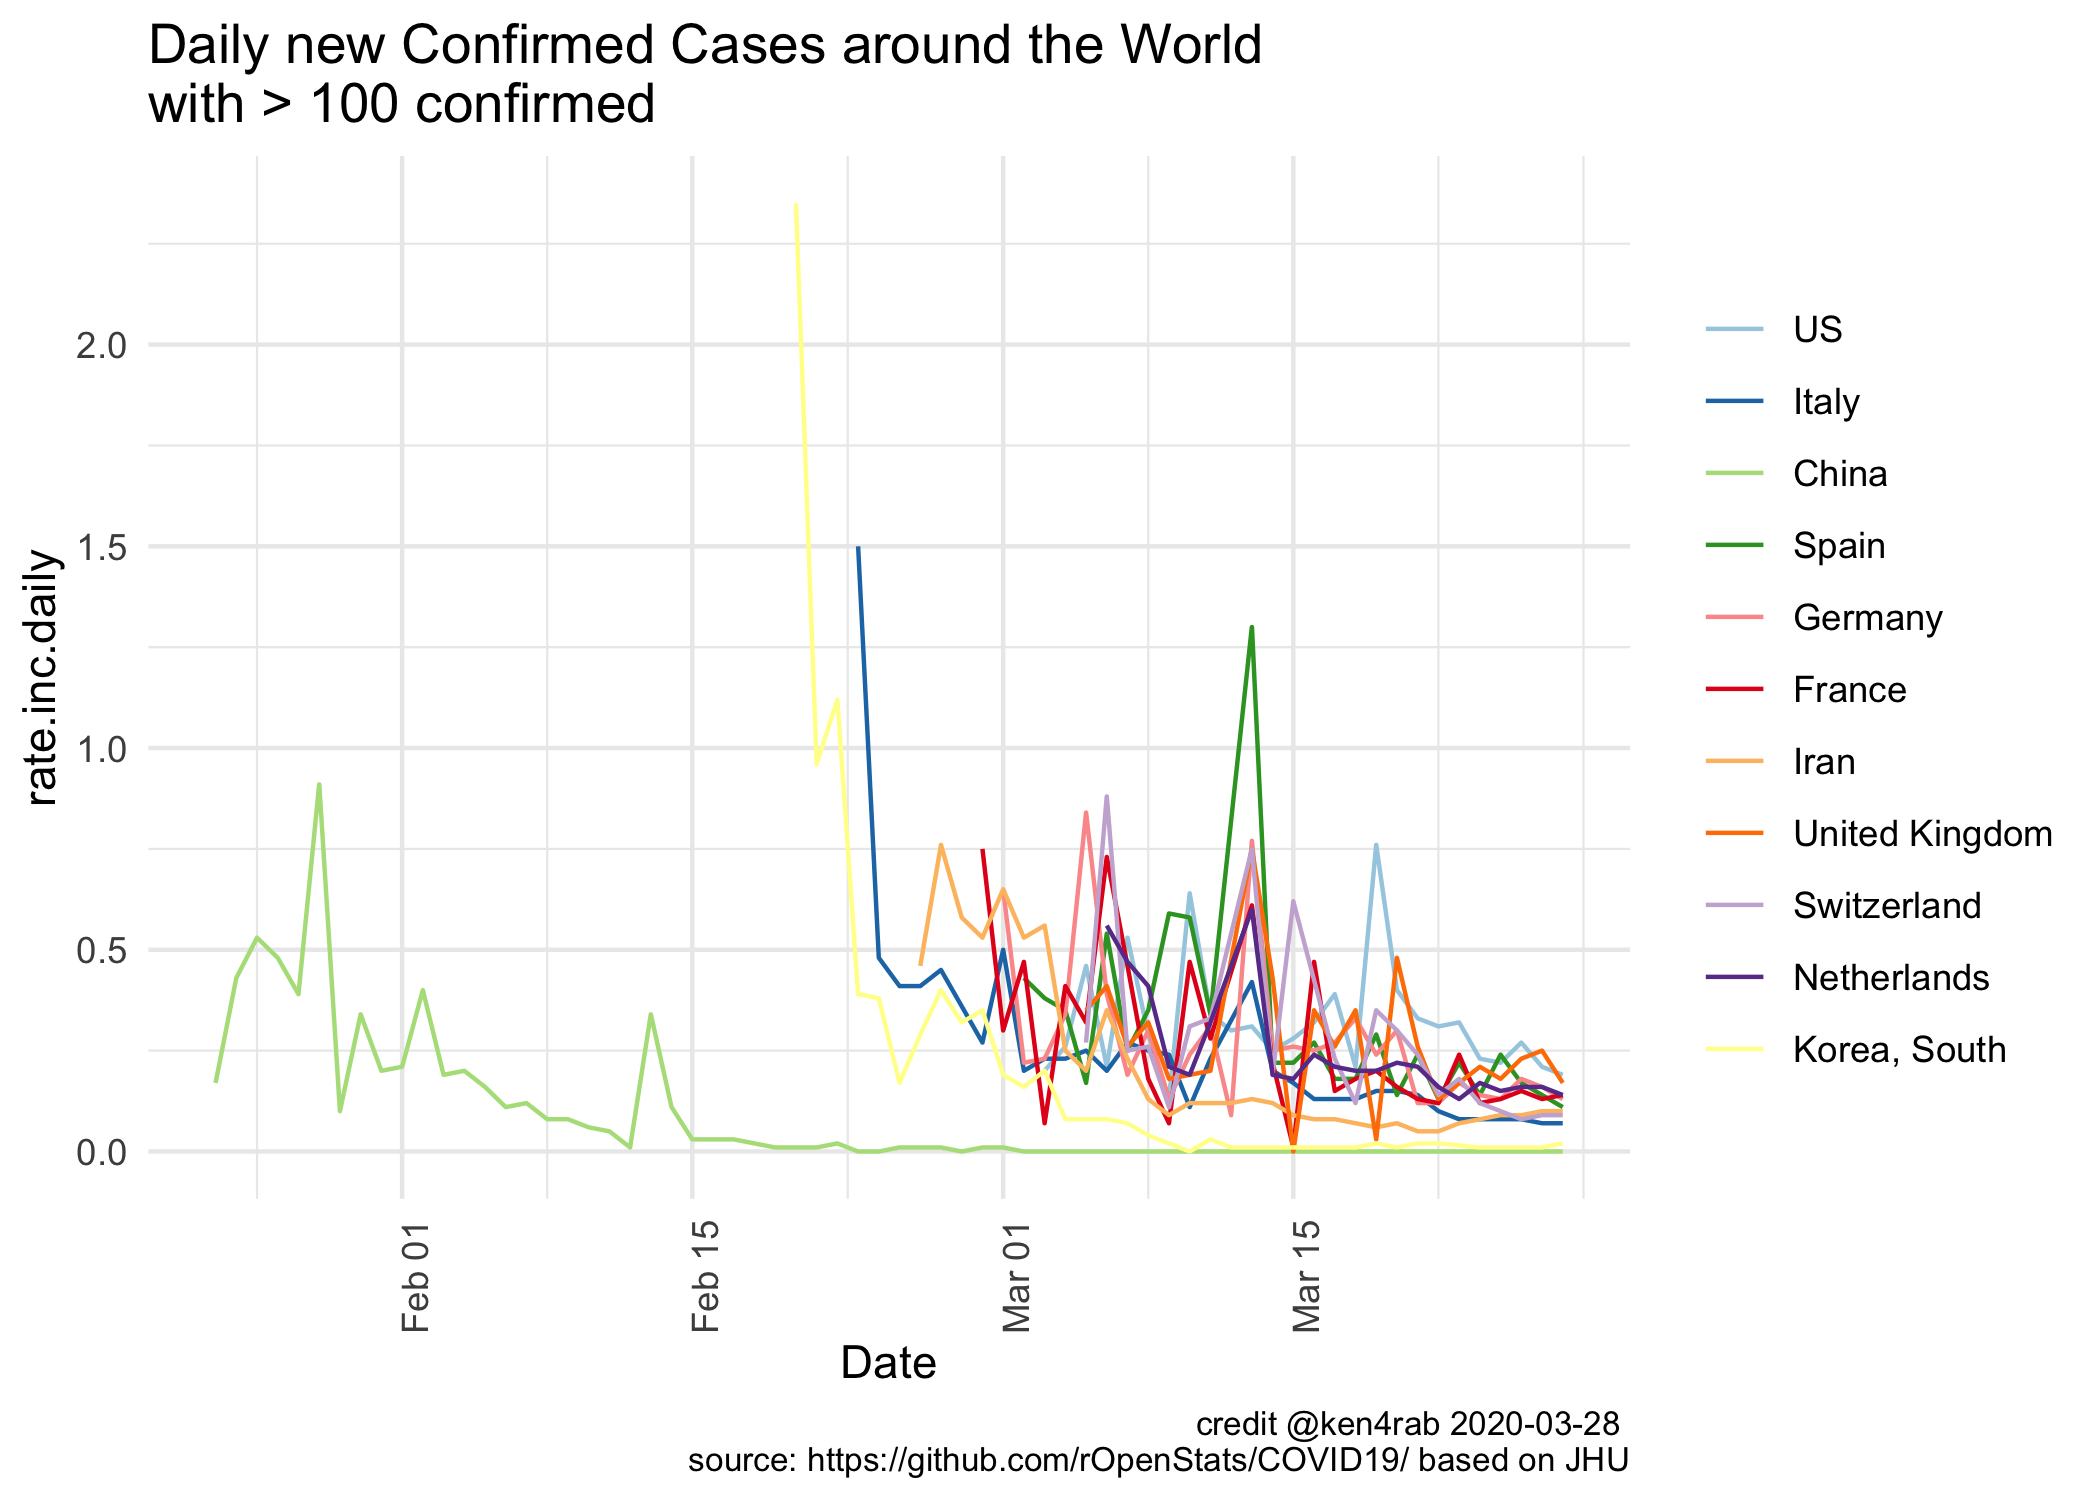 Daily new Confirmed Cases around the World
with > 100 confirmed
rate.inc.daily
2.0
1.5
1.0
0.5
0.0
Feb 01
Feb 15
Mar 01
Mar 15
Date
US
Italy
China
Spain
Germany
France
Iran
United Kingdom
Switzerland
Netherlands
Korea, South
credit @ken4rab 2020-03-28
source: https://github.com/rOpenStats/COVID19/ based on JHU